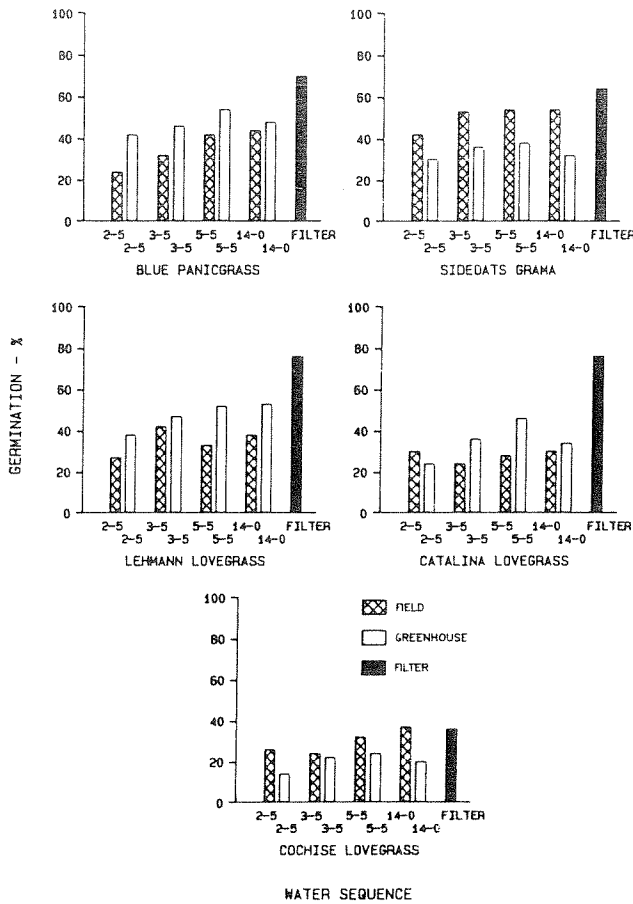 100
80
60
40
20
0
2-5 3-5 5-5 14-0 FILTER
2-5 3-5 5-5 14-0
BLUE PANICGRASS
100
80
60
40
20
0
2-5 3-5 5-5 14-0 FILTER
2-5 3-5 5-5 14-0
SIDEOATS GRAMA
GERMINATION - %
100
80
60
40
20
0
2-5 3-5 5-5 14-0 FILTER
2-5 3-5 5-5 14-0
LEHMANN LOVEGRASS
100
80
60
40
20
0
2-5 3-5 5-5 14-0 FILTER
2-5 3-5 5-5 14-0
CATALINA LOVEGRASS
100
80
60
40
20
0
FIELD
GREENHOUSE
FILTER
2-5 3-5 5-5 14-0 FILTER
2-5 3-5 5-5 14-0
COCHISE LOVEGRASS
WATER SEQUENCE